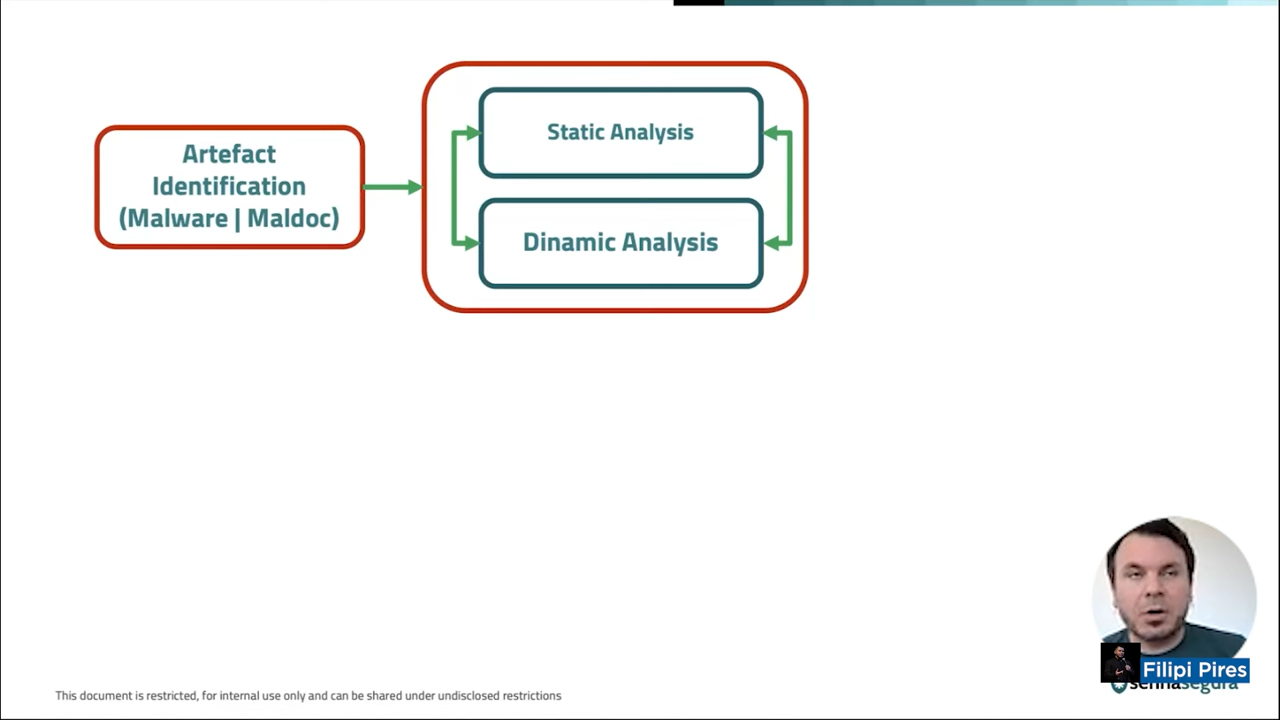 Static Analysis
Artefact
Identification
(Malware | Maldoc)
Dinamic Analysis
Filipi Pires
senhasegura
This document is restricted, for internal use only and can be shared under undisclosed restrictions